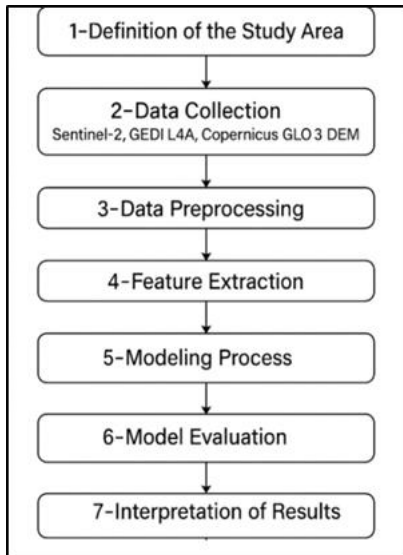 1-Definition of the Study Area
2-Data Collection
Sentinel-2, GEDI L4A, Copernicus GLO 3 DEM
3-Data Preprocessing
4-Feature Extraction
5-Modeling Process
6-Model Evaluation
7-Interpretation of Results